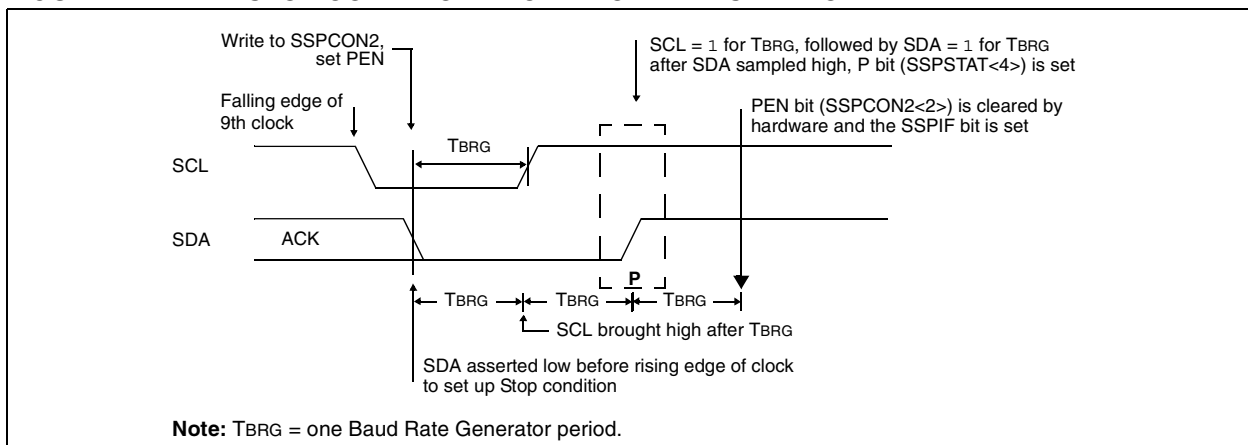 Write to SSPCON2,
set PEN
SCL = 1 for TBRG, followed by SDA = 1 for TBRG
after SDA sampled high, P bit (SSPSTAT<4>) is set
Falling edge of
9th clock
PEN bit (SSPCON2<2>) is cleared by
hardware and the SSPIF bit is set
TBRG
SCL
SDA
ACK
P
TBRG
TBRG
TBRG
SCL brought high after TBRG
SDA asserted low before rising edge of clock
to set up Stop condition
Note: TBRG = one Baud Rate Generator period.